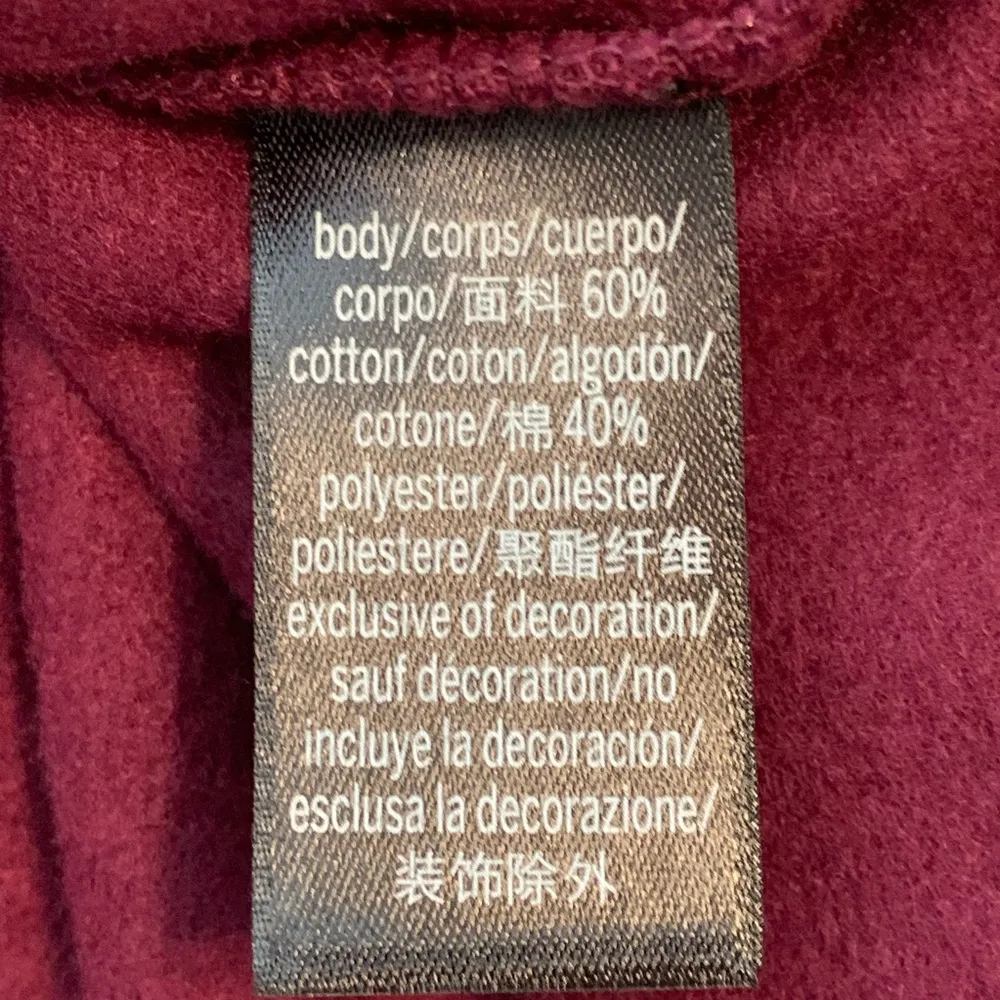 body/corps/cuerpo/
corpo/面料 60%
cotton/coton/algodón/
cotone/棉 40%
polyester/poliéster/
poliestere/聚酯纤维
exclusive of decoration/
sauf décoration/no
incluye la decoración/
esclusa la decorazione/
装饰除外